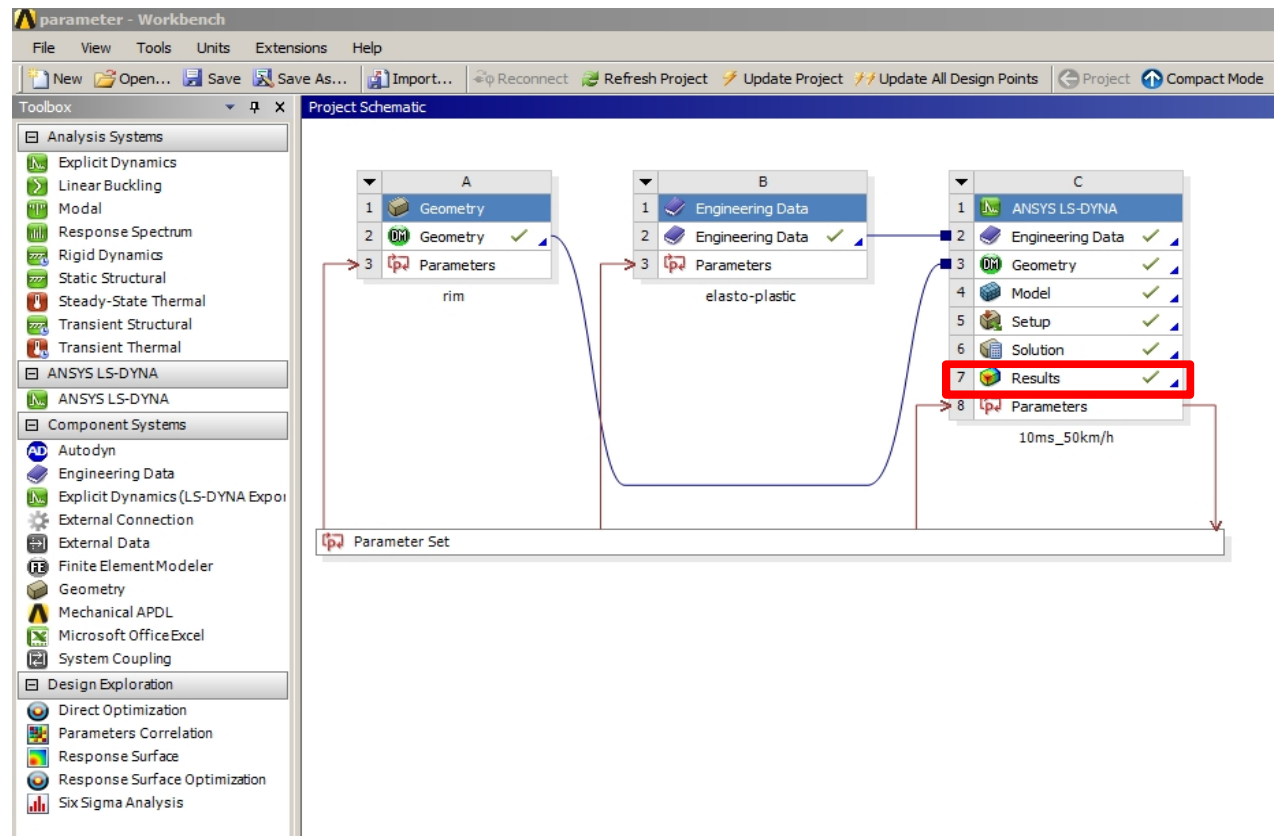 parameter - Workbench
File View Tools Units Extensions Help
New Open... Save Save As... Import... Reconnect Refresh Project Update Project Update All Design Points Project Compact Mode
Toolbox
Project Schematic
Analysis Systems
Explicit Dynamics
Linear Buckling
Modal
Response Spectrum
Rigid Dynamics
Static Structural
Steady-State Thermal
Transient Structural
Transient Thermal
ANSYS LS-DYNA
ANSYS LS-DYNA
Component Systems
Autodyn
Engineering Data
Explicit Dynamics (LS-DYNA Expor
External Connection
External Data
Finite Element Modeler
Geometry
Mechanical APDL
Microsoft Office Excel
System Coupling
Design Exploration
Direct Optimization
Parameters Correlation
Response Surface
Response Surface Optimization
Six Sigma Analysis
A
1 Geometry
2 DM Geometry
3 Parameters
rim
B
1 Engineering Data
2 Engineering Data
3 Parameters
elasto-plastic
C
1 ANSYS LS-DYNA
2 Engineering Data
3 DM Geometry
4 Model
5 Setup
6 Solution
7 Results
8 Parameters
10ms_50km/h
Parameter Set